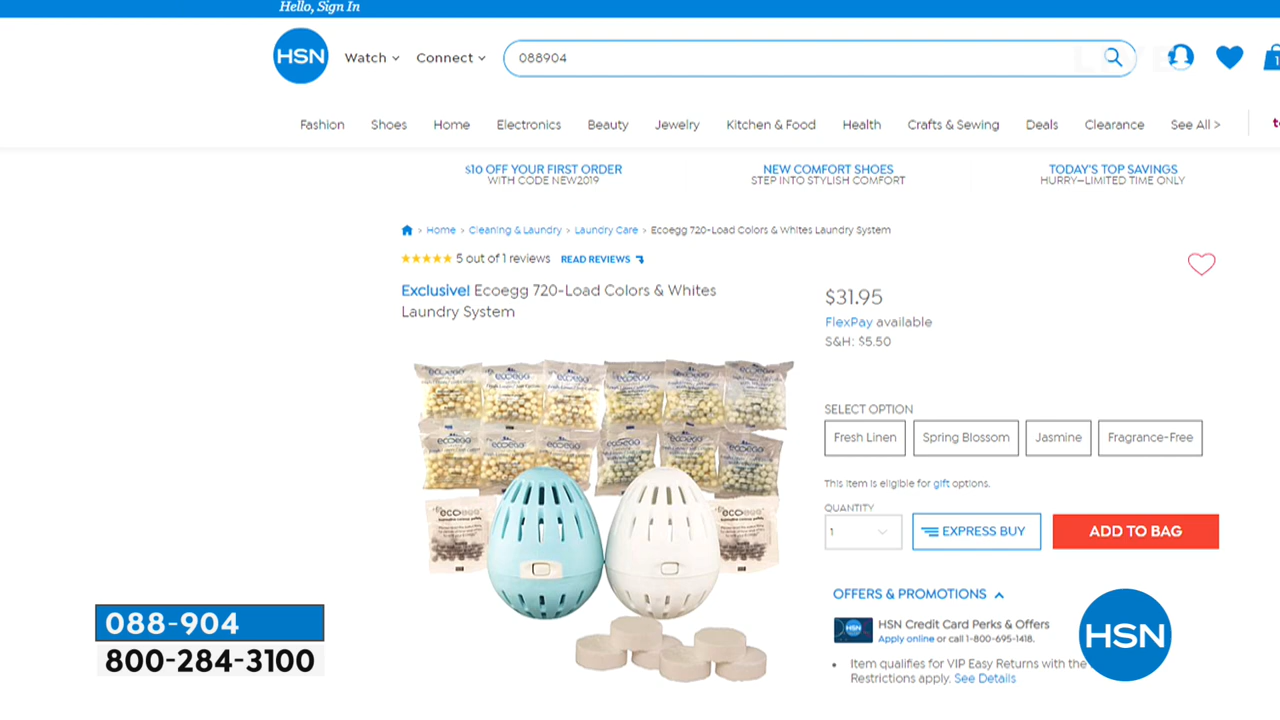 Hello, Sign In
HSN
Watch
Connect
088904
1
Fashion
Shoes
Home
Electronics
Beauty
Jewelry
Kitchen & Food
Health
Crafts & Sewing
Deals
Clearance
See All >
$10 OFF YOUR FIRST ORDER
WITH CODE NEW2019
NEW COMFORT SHOES
STEP INTO STYLISH COMFORT
TODAY'S TOP SAVINGS
HURRY—LIMITED TIME ONLY
> Home > Cleaning & Laundry > Laundry Care > Ecoegg 720-Load Colors & Whites Laundry System
5 out of 1 reviews READ REVIEWS
Exclusive! Ecoegg 720-Load Colors & Whites
Laundry System
$31.95
FlexPay available
S&H: $5.50
SELECT OPTION
Fresh Linen
Spring Blossom
Jasmine
Fragrance-Free
This item is eligible for gift options.
QUANTITY
1
EXPRESS BUY
ADD TO BAG
ecoegg
ecoegg
OFFERS & PROMOTIONS
HSN
HSN Credit Card Perks & Offers
Apply online or call 1-800-695-1418.
• Item qualifies for VIP Easy Returns with the
Restrictions apply. See Details
HSN
088-904
800-284-3100